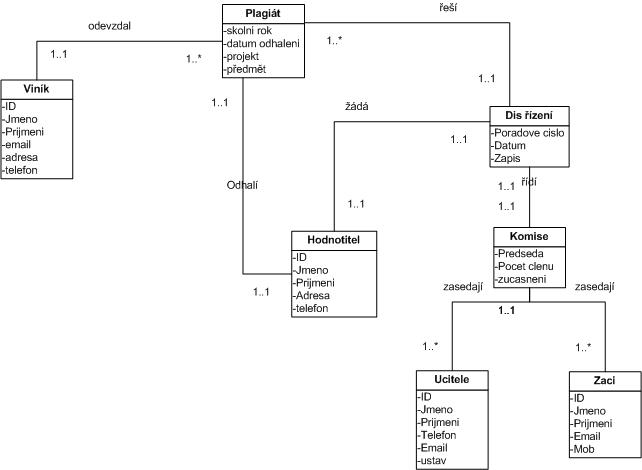 Plagiát
-skolni rok
-datum odhaleni
-projekt
-předmět
odevzdal
řeší
1..1
1..*
1..*
1..1
1..1
Viník
-ID
-Jmeno
-Prijmeni
-email
-adresa
-telefon
žádá
Dis řízení
-Poradove cislo
-Datum
-Zapis
1..1
Odhalí
1..1
řídí
1..1
1..1
Hodnotitel
-ID
-Jmeno
-Prijmeni
-Adresa
-telefon
1..1
Komise
-Predseda
-Pocet clenu
-zucasneni
zasedají
zasedají
1..1
1..*
1..*
Ucitele
-ID
-Jmeno
-Prijmeni
-Telefon
-Email
-ustav
Zaci
-ID
-Jmeno
-Prijmeni
-Email
-Mob